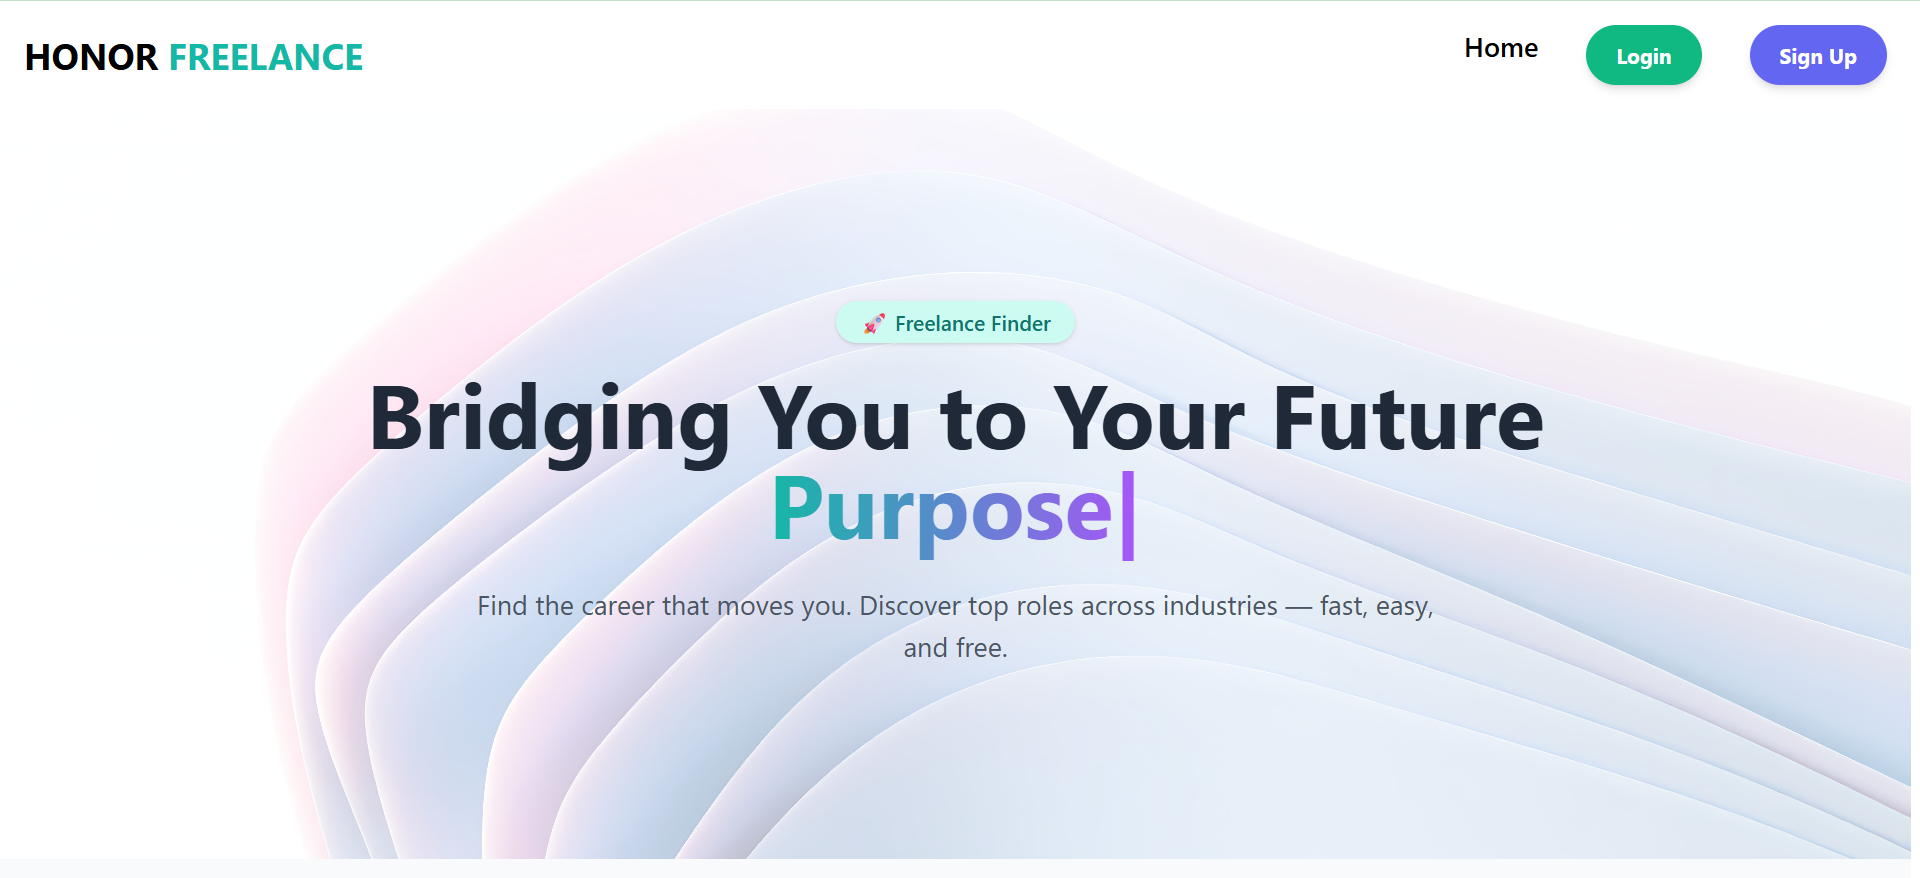 HONOR FREELANCE
Home
Login
Sign Up
🚀 Freelance Finder
Bridging You to Your Future
Purpose|
Find the career that moves you. Discover top roles across industries — fast, easy,
and free.